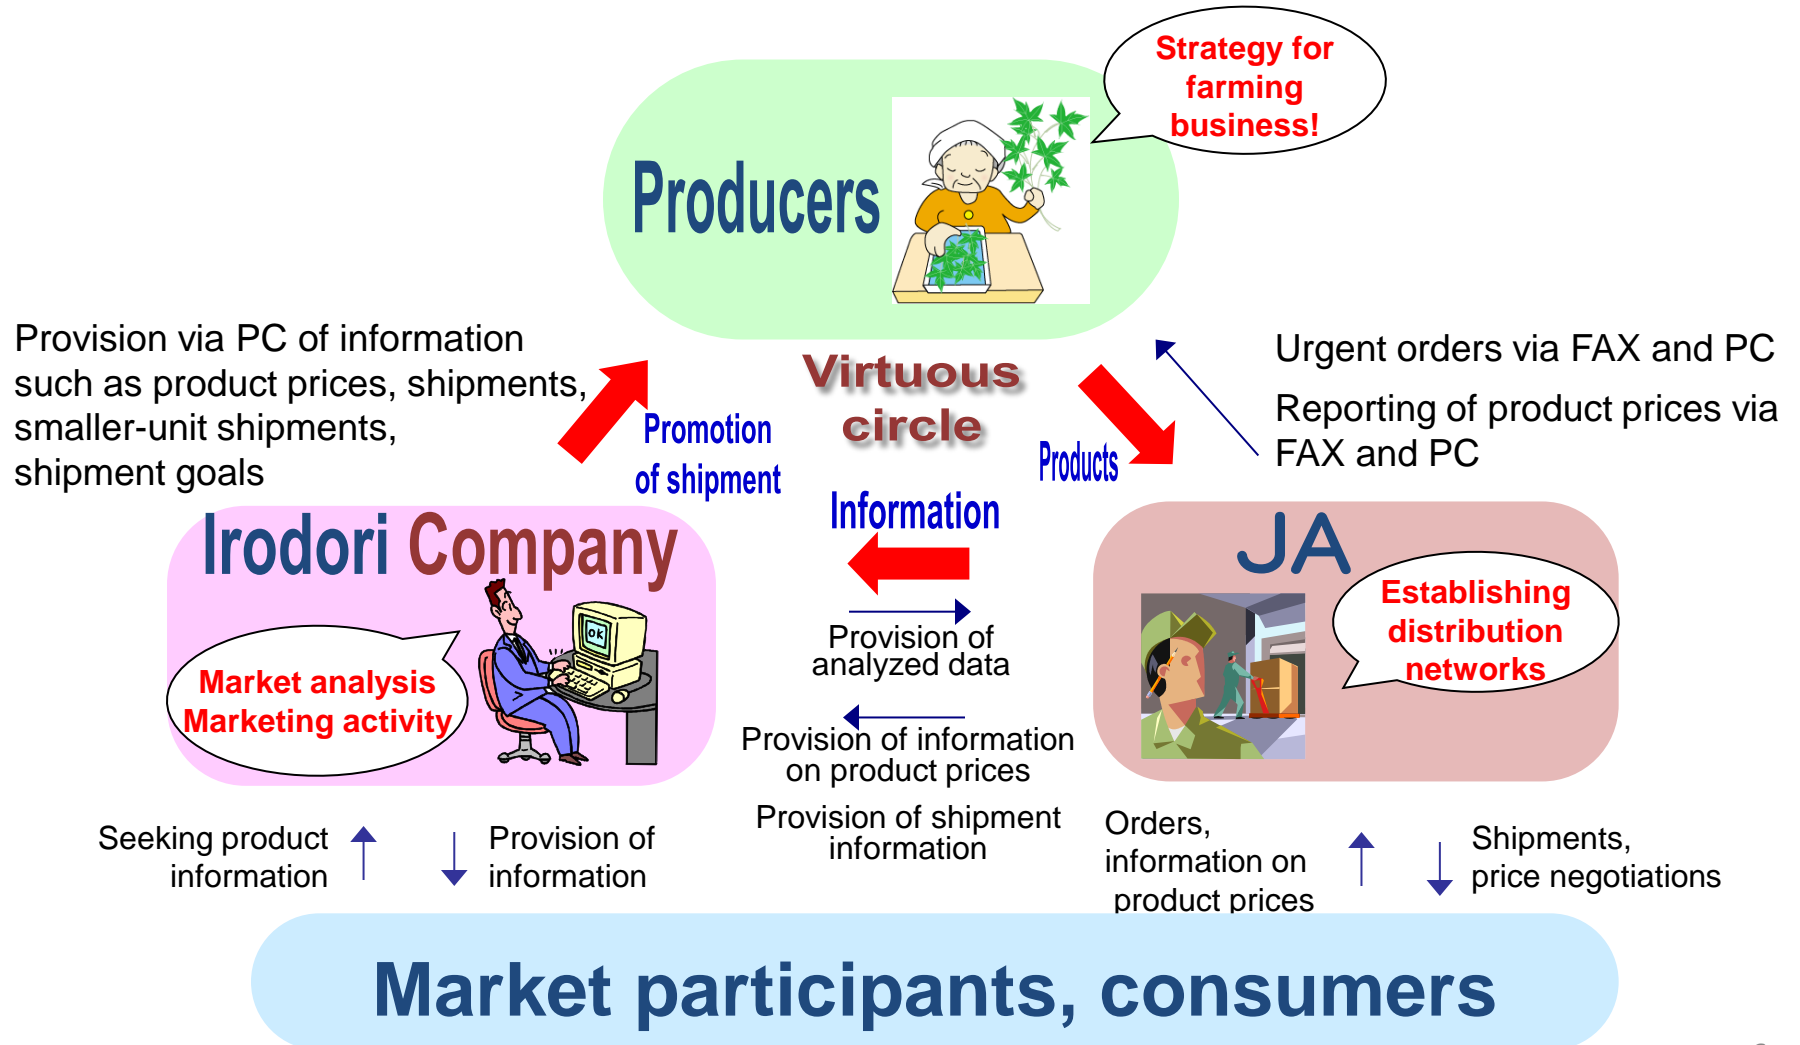 Strategy for
farming
business!
Producers
Provision via PC of information
such as product prices, shipments,
smaller-unit shipments,
shipment goals
Virtuous
circle
Promotion
of shipment
Products
Urgent orders via FAX and PC
Reporting of product prices via
FAX and PC
Information
Irodori Company
OK
Market analysis
Marketing activity
Provision of
analyzed data
Provision of information
on product prices
Provision of shipment
information
JA
Establishing
distribution
networks
Seeking product
information
Provision of
information
Orders,
information on
product prices
Shipments,
price negotiations
Market participants, consumers